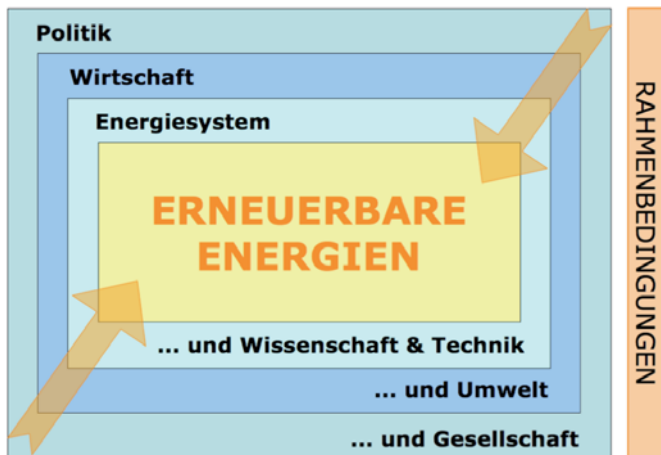 Politik
Wirtschaft
Energiesystem
ERNEUERBARE
ENERGIEN
... und Wissenschaft & Technik
... und Umwelt
... und Gesellschaft
RAHMENBEDINGUNGEN